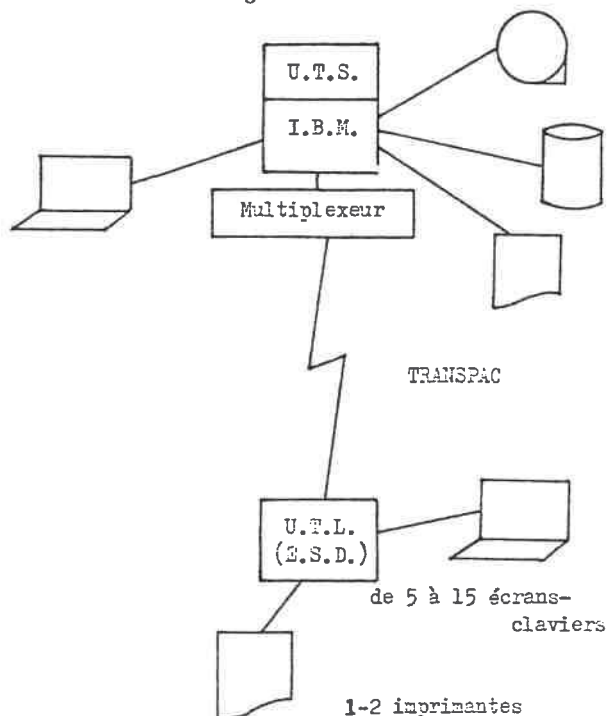 U.T.S.
I.B.M.
Multiplexeur
TRANSPAC
U.T.L.
(E.S.D.)
de 5 à 15 écrans-
claviers
1-2 imprimantes